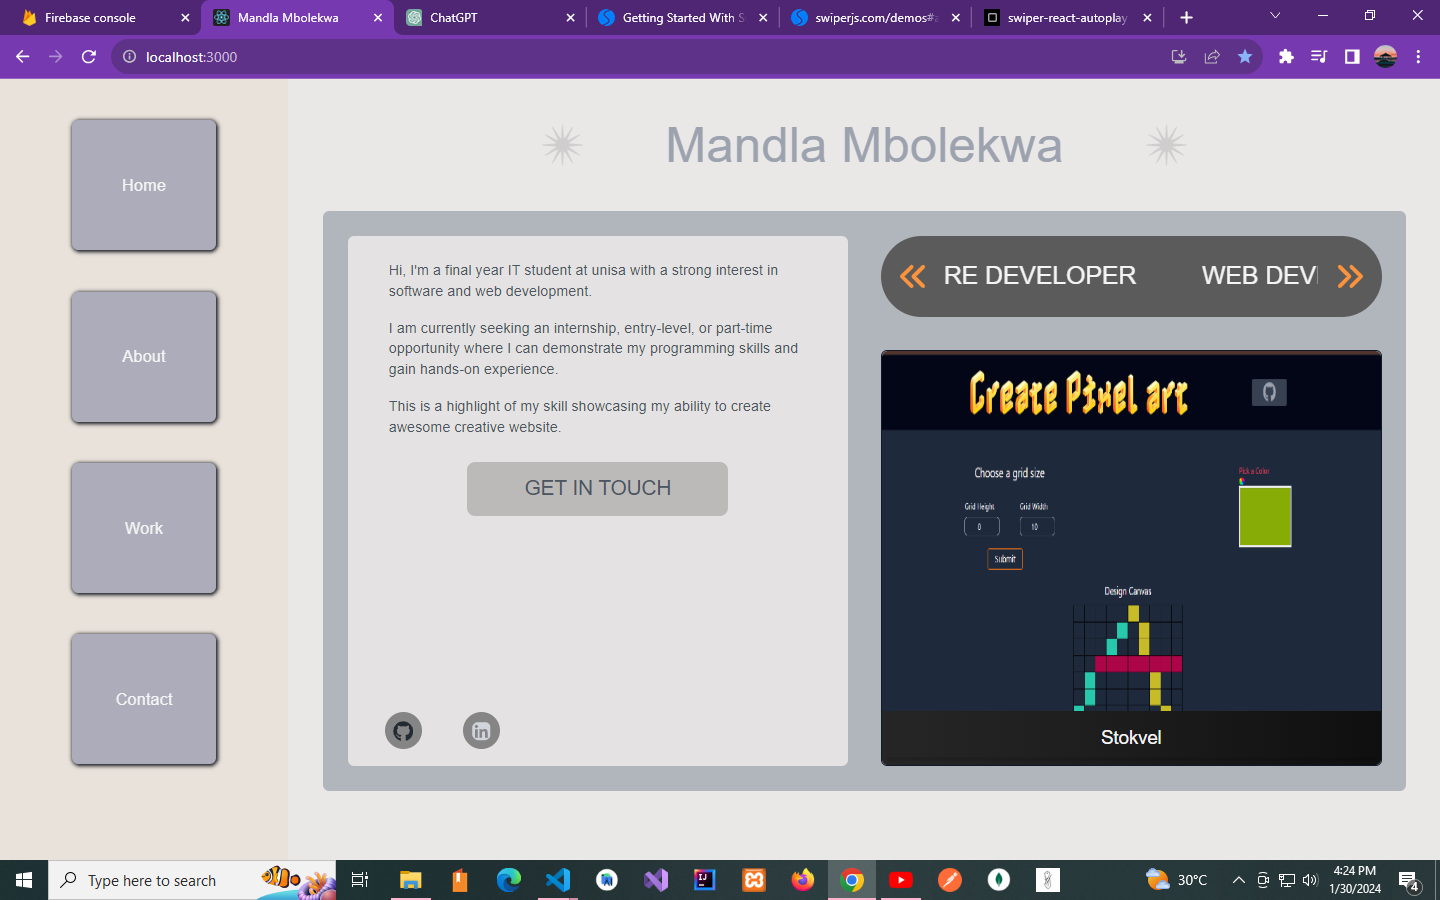 Firebase console
Mandla Mbolekwa
ChatGPT
Getting Started With S
swiperjs.com/demos#a
swiper-react-autoplay
localhost:3000
Home
About
Work
Contact
Mandla Mbolekwa
Hi, I'm a final year IT student at unisa with a strong interest in
software and web development.
I am currently seeking an internship, entry-level, or part-time
opportunity where I can demonstrate my programming skills and
gain hands-on experience.
This is a highlight of my skill showcasing my ability to create
awesome creative website.
GET IN TOUCH
RE DEVELOPER
WEB DEV
Create Pixel art
Choose a grid size
Pick a Color
Grid Height
Grid Width
0
10
Submit
Design Canvas
Stokvel
Type here to search
30°C
4:24 PM
1/30/2024
4